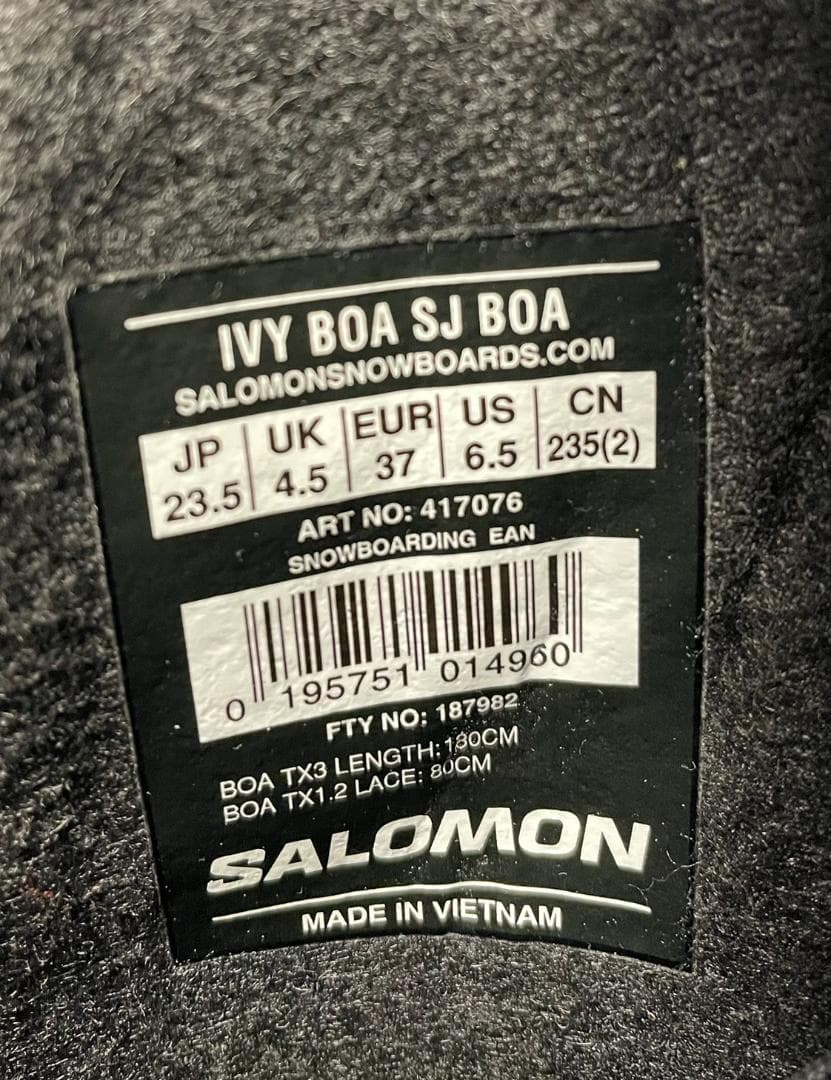 IVY BOA SJ BOA
SALOMONSNOWBOARDS.COM
JP UK EUR US CN
23.5 4.5 37 6.5 235(2)
ART NO: 417076
SNOWBOARDING EAN
0 195751 014960
FTY NO: 187982
BOA TX3 LENGTH:180CM
BOA TX1.2 LACE: 80CM
SALOMON
MADE IN VIETNAM